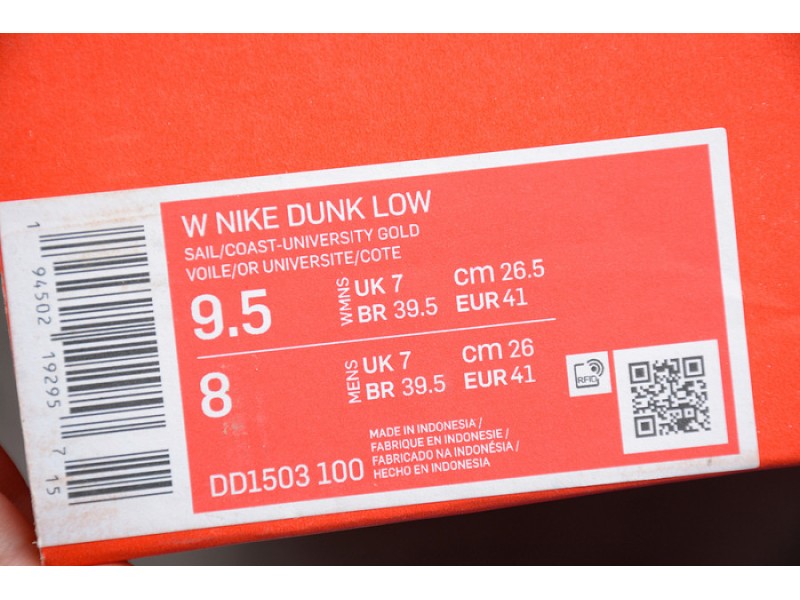 W NIKE DUNK LOW
SAIL/COAST-UNIVERSITY GOLD
VOILE/OR UNIVERSITE/COTE
9.5 WMNS UK 7 cm 26.5
BR 39.5 EUR 41
8 MENS UK 7 cm 26
BR 39.5 EUR 41
RFID
DD1503 100
MADE IN INDONESIA /
FABRIQUE EN INDONESIE /
FABRICADO NA INDONÉSIA /
HECHO EN INDONESIA
1 94502 19295 7 15